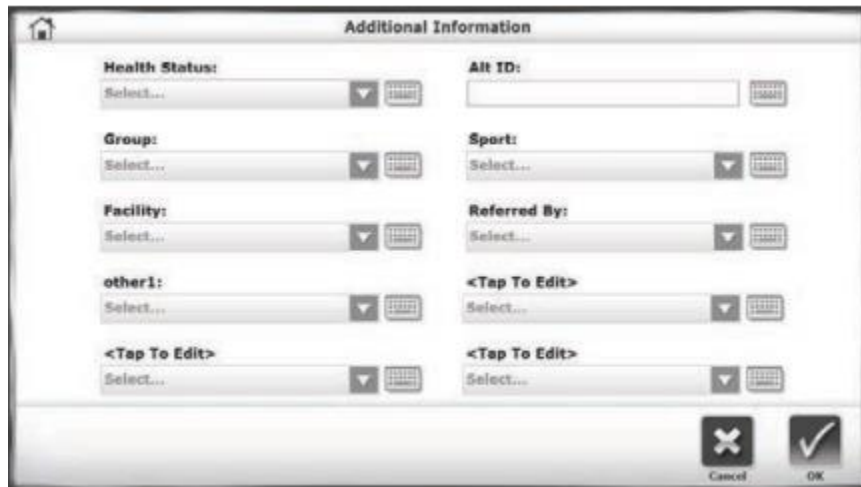 Additional Information
Health Status: Alt ID:
Select...
Group: Sport:
Select... Select...
Facility: Referred By:
Select... Select...
other1: <Tap To Edit>
Select... Select...
<Tap To Edit> <Tap To Edit>
Select... Select...
Cancel OK